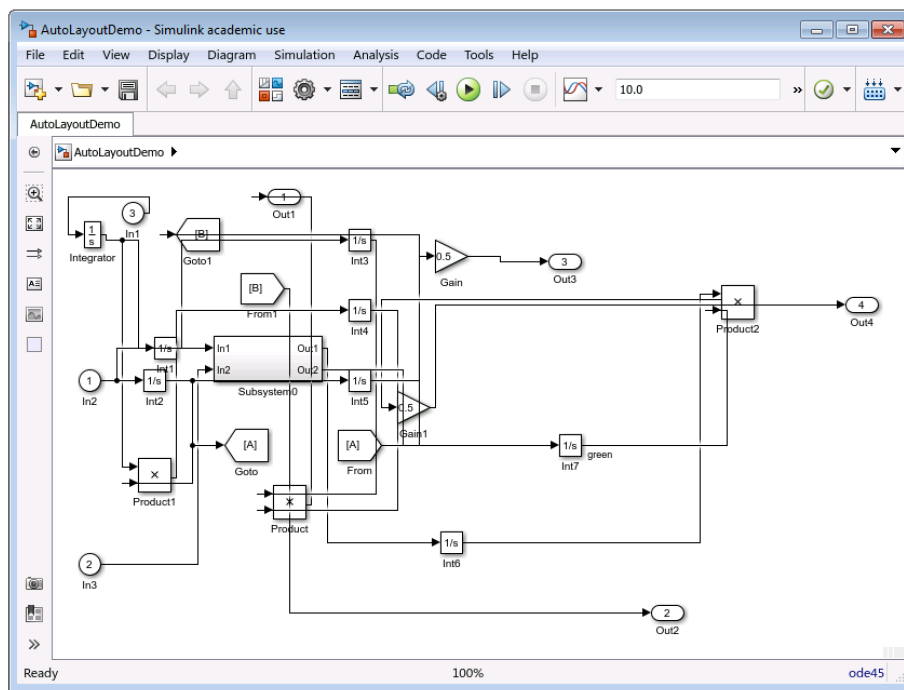 AutoLayoutDemo - Simulink academic use
File Edit View Display Diagram Simulation Analysis Code Tools Help
10.0
»
AutoLayoutDemo
AutoLayoutDemo
1
Out1
3
In1
1
s
Integrator
[B]
Goto1
1/s
Int3
0.5
Gain
3
Out3
[B]
From1
1/s
Int4
×
Product2
4
Out4
1/s
Int1
In1 Out1
In2 Out2
Subsystem0
1
In2
1/s
Int2
1/s
Int5
0.5
Gain1
[A]
Goto
[A]
From
1/s
Int7
green
×
Product1
×
Product
1/s
Int6
2
In3
2
Out2
»
Ready 100% ode45